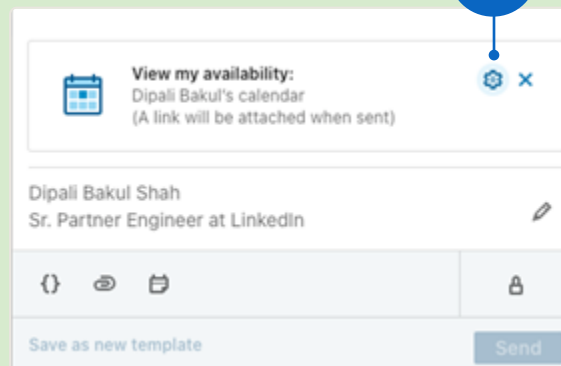 View my availability:
Dipali Bakul's calendar
(A link will be attached when sent)
Dipali Bakul Shah
Sr. Partner Engineer at LinkedIn
{}
Save as new template
Send